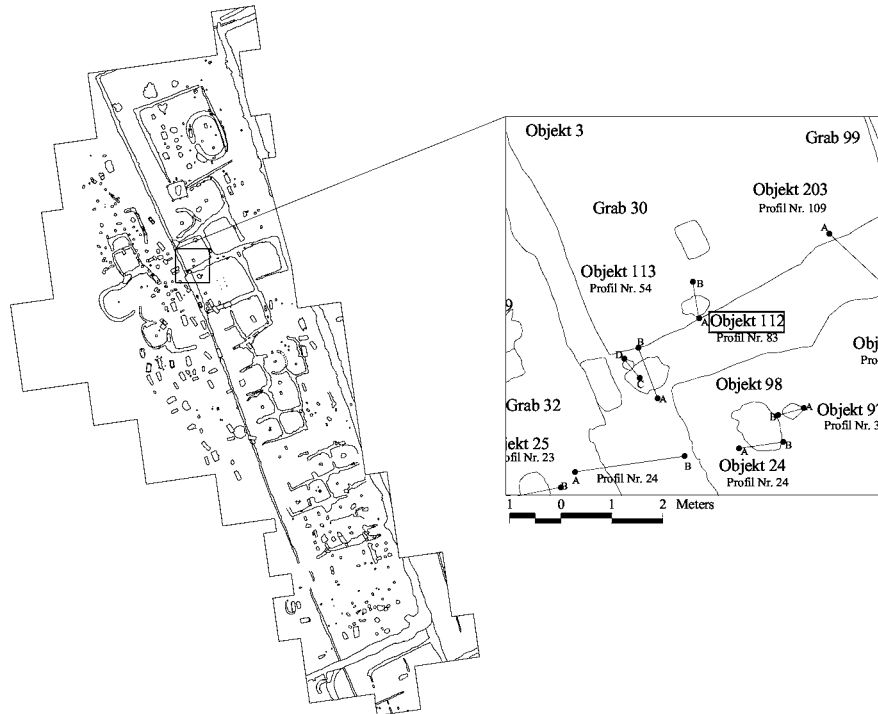 Objekt 3
Grab 99
Objekt 203
Profil Nr. 109
Grab 30
A
Objekt 113
Profil Nr. 54
B
A
Objekt 112
Profil Nr. 83
B
D
C
A
Objekt 98
Grab 32
A
B
Objekt 97
A
B
Objekt 24
Profil Nr. 24
Profil Nr. 23
A
B
Profil Nr. 24
B
1 0 1 2 Meters